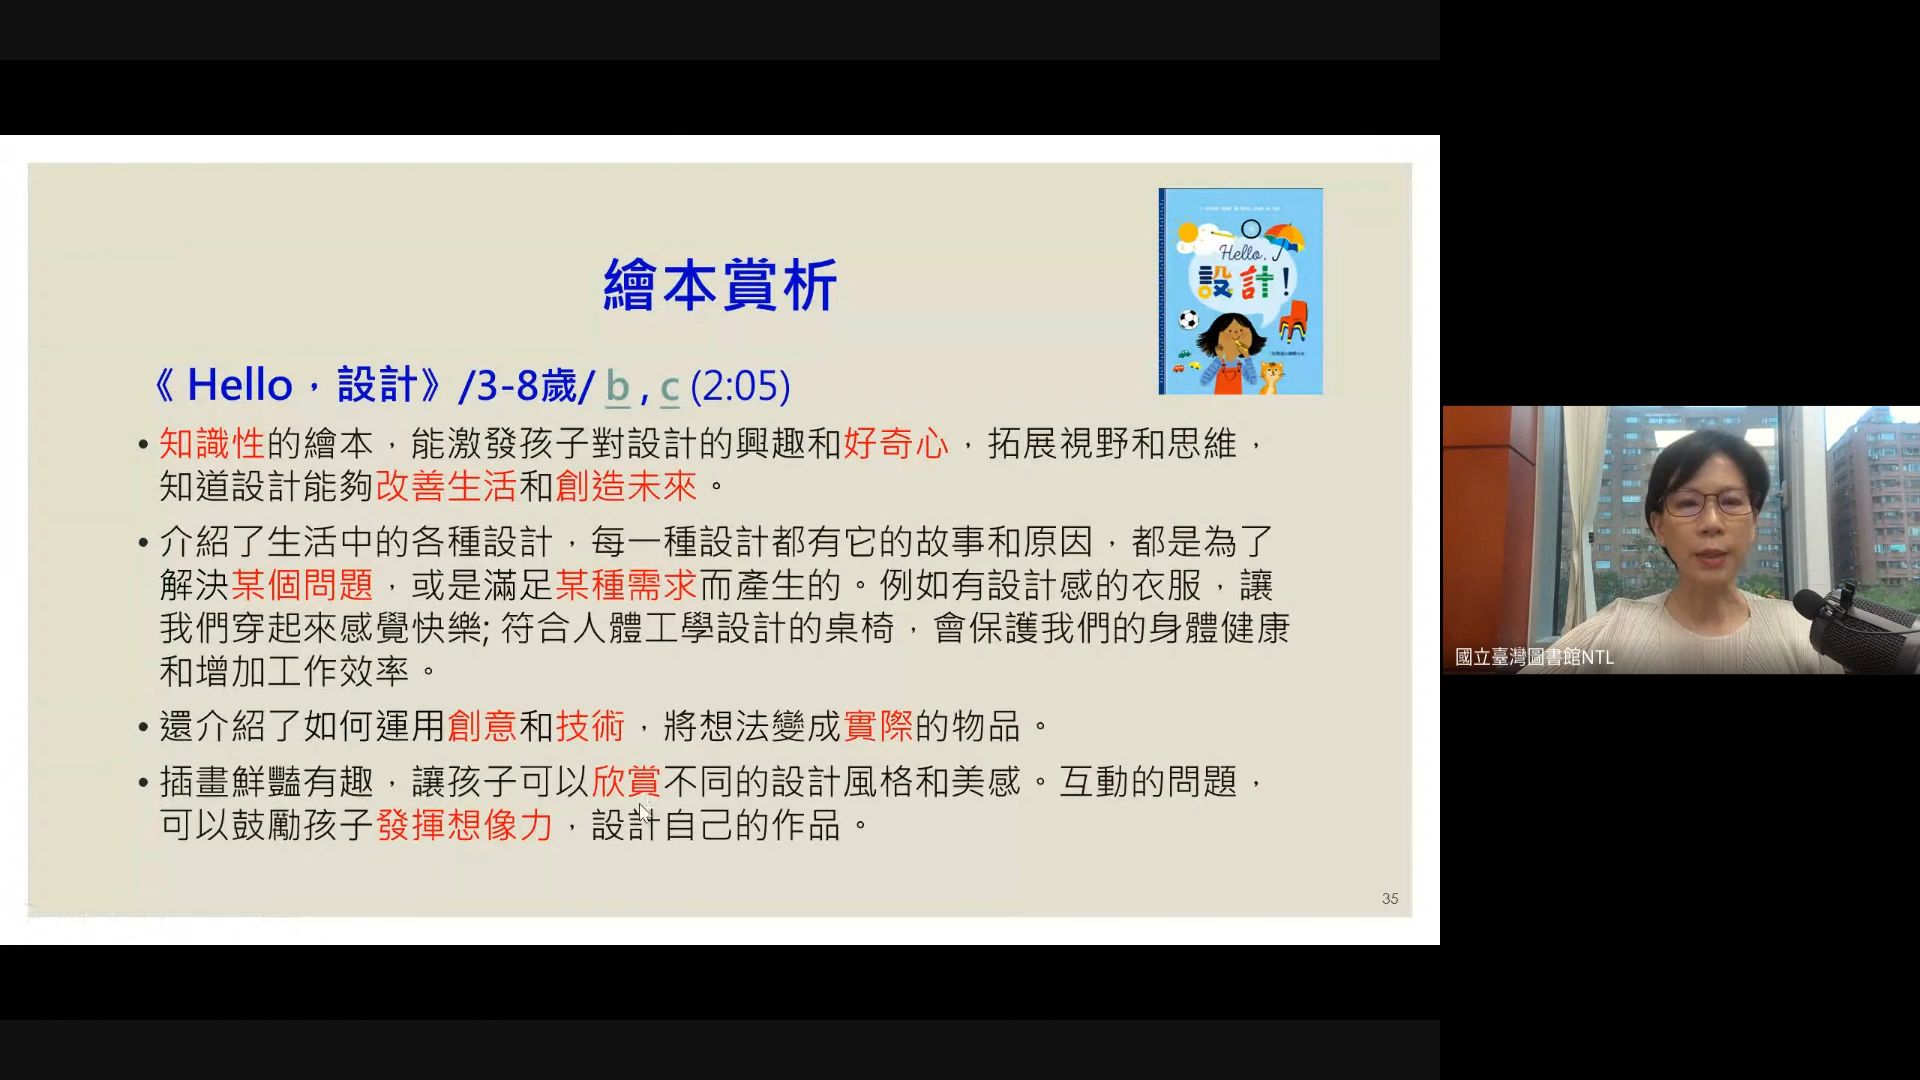 繪本賞析
Hello,
設計!
《 Hello，設計》/3-8歲/ b , c (2:05)
• 知識性的繪本，能激發孩子對設計的興趣和好奇心，拓展視野和思維，
知道設計能夠改善生活和創造未來。
• 介紹了生活中的各種設計，每一種設計都有它的故事和原因，都是為了
解決某個問題，或是滿足某種需求而產生的。例如有設計感的衣服，讓
我們穿起來感覺快樂; 符合人體工學設計的桌椅，會保護我們的身體健康
和增加工作效率。
• 還介紹了如何運用創意和技術，將想法變成實際的物品。
• 插畫鮮豔有趣，讓孩子可以欣賞不同的設計風格和美感。互動的問題，
可以鼓勵孩子發揮想像力，設計自己的作品。
35
國立臺灣圖書館NTL